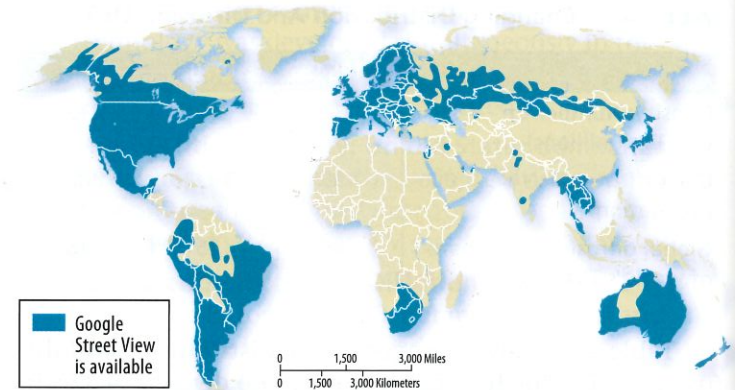 Google
Street View
is available
0 1,500 3,000 Miles
0 1,500 3,000 Kilometers